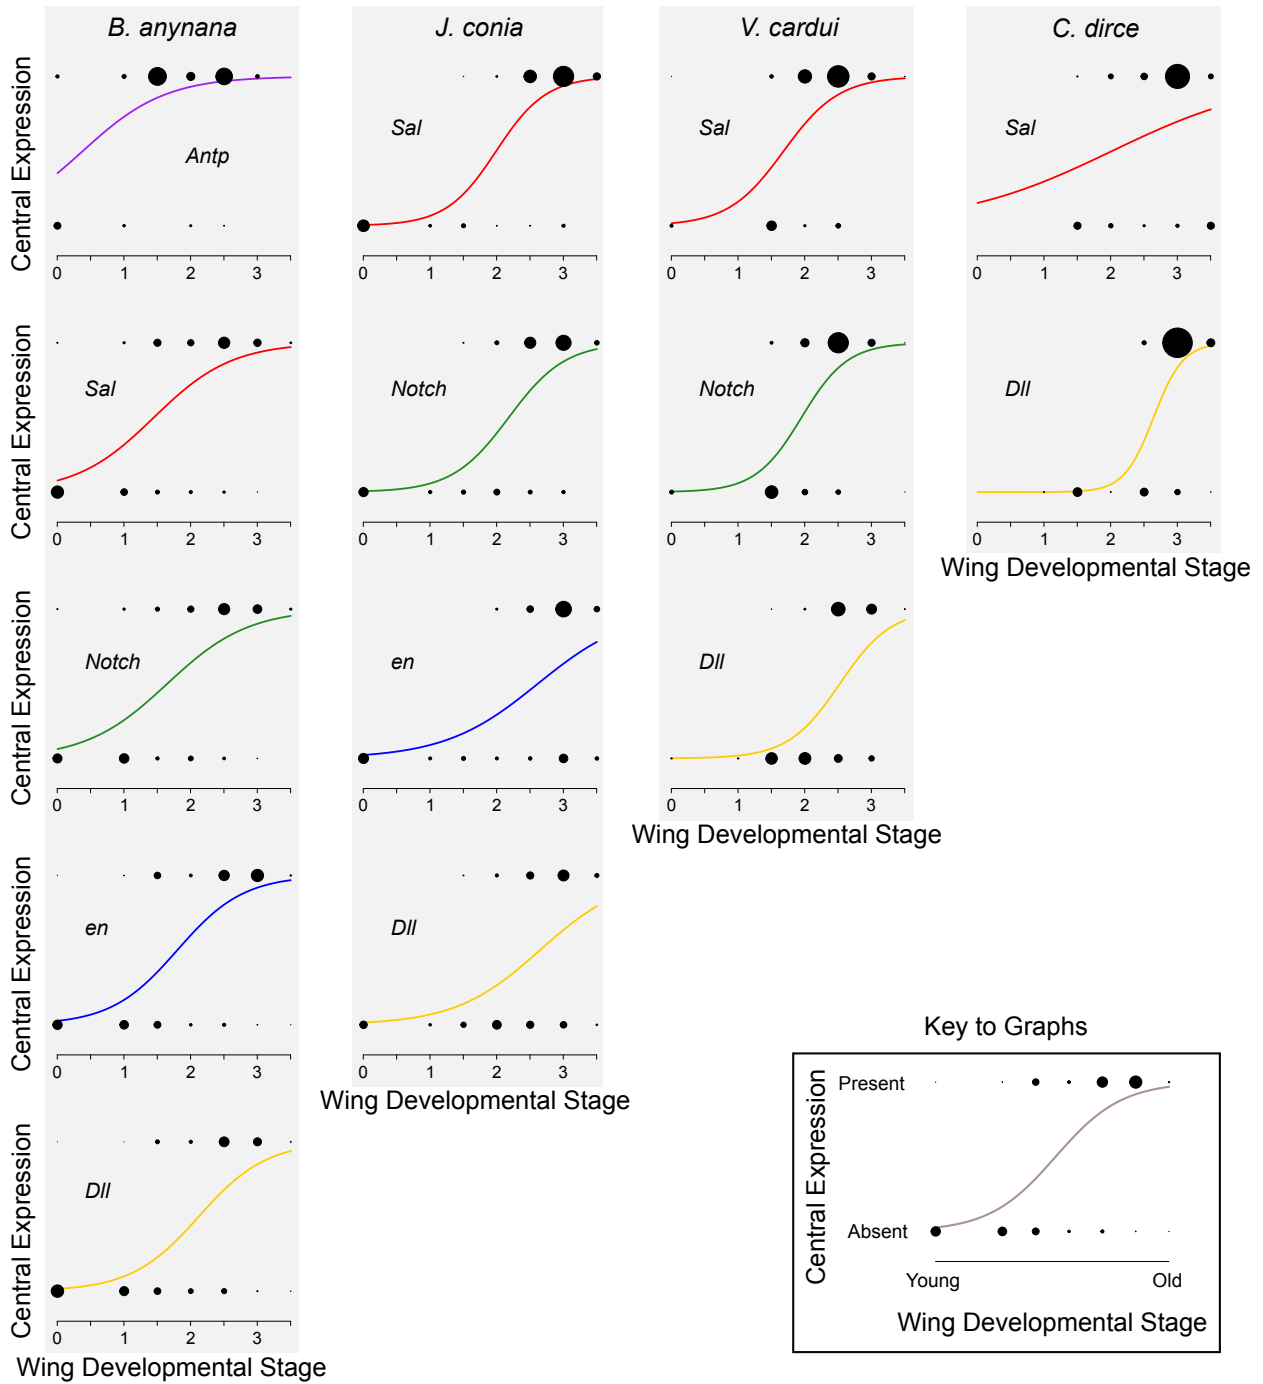 B. anynana
J. conia
V. cardui
C. dirce
Central Expression
Antp
Sal
Sal
Sal
0 1 2 3
0 1 2 3
0 1 2 3
0 1 2 3
Central Expression
Sal
Notch
Notch
Dll
0 1 2 3
0 1 2 3
0 1 2 3
0 1 2 3
Wing Developmental Stage
Central Expression
Notch
en
Dll
0 1 2 3
0 1 2 3
0 1 2 3
Wing Developmental Stage
Central Expression
en
Dll
0 1 2 3
0 1 2 3
Wing Developmental Stage
Central Expression
Dll
0 1 2 3
Wing Developmental Stage
Key to Graphs
Central Expression
Present
Absent
Young
Old
Wing Developmental Stage